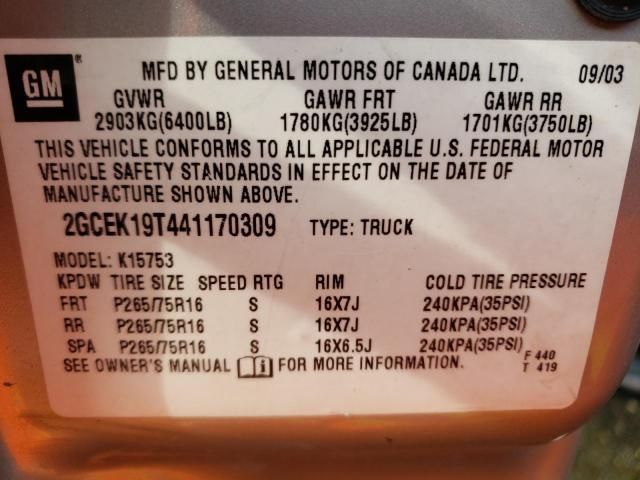 GM®
MFD BY GENERAL MOTORS OF CANADA LTD. 09/03
GVWR GAWR FRT GAWR RR
2903KG(6400LB) 1780KG(3925LB) 1701KG(3750LB)
THIS VEHICLE CONFORMS TO ALL APPLICABLE U.S. FEDERAL MOTOR
VEHICLE SAFETY STANDARDS IN EFFECT ON THE DATE OF
MANUFACTURE SHOWN ABOVE.
2GCEK19T441170309 TYPE: TRUCK
MODEL: K15753
KPDW TIRE SIZE SPEED RTG RIM COLD TIRE PRESSURE
FRT P265/75R16 S 16X7J 240KPA(35PSI)
RR P265/75R16 S 16X7J 240KPA(35PSI)
SPA P265/75R16 S 16X6.5J 240KPA(35PSI)
SEE OWNER'S MANUAL i FOR MORE INFORMATION.
F 440
T 419